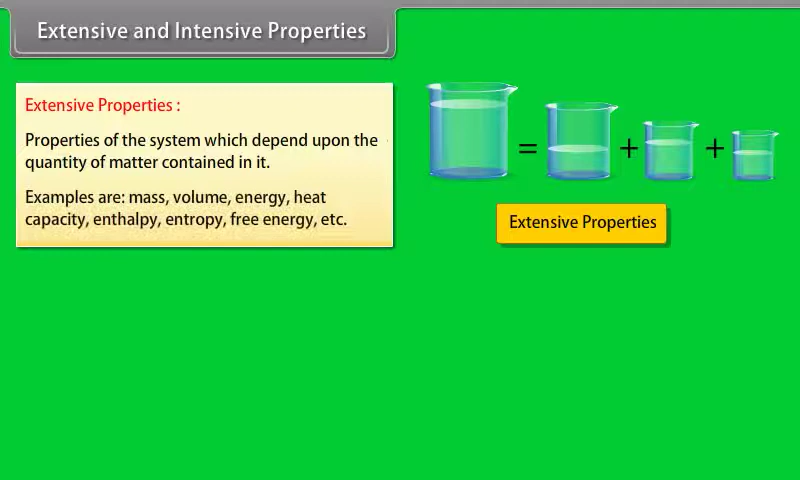 Extensive and Intensive Properties
Extensive Properties :
Properties of the system which depend upon the
quantity of matter contained in it.
Examples are: mass, volume, energy, heat
capacity, enthalpy, entropy, free energy, etc.
= + +
Extensive Properties